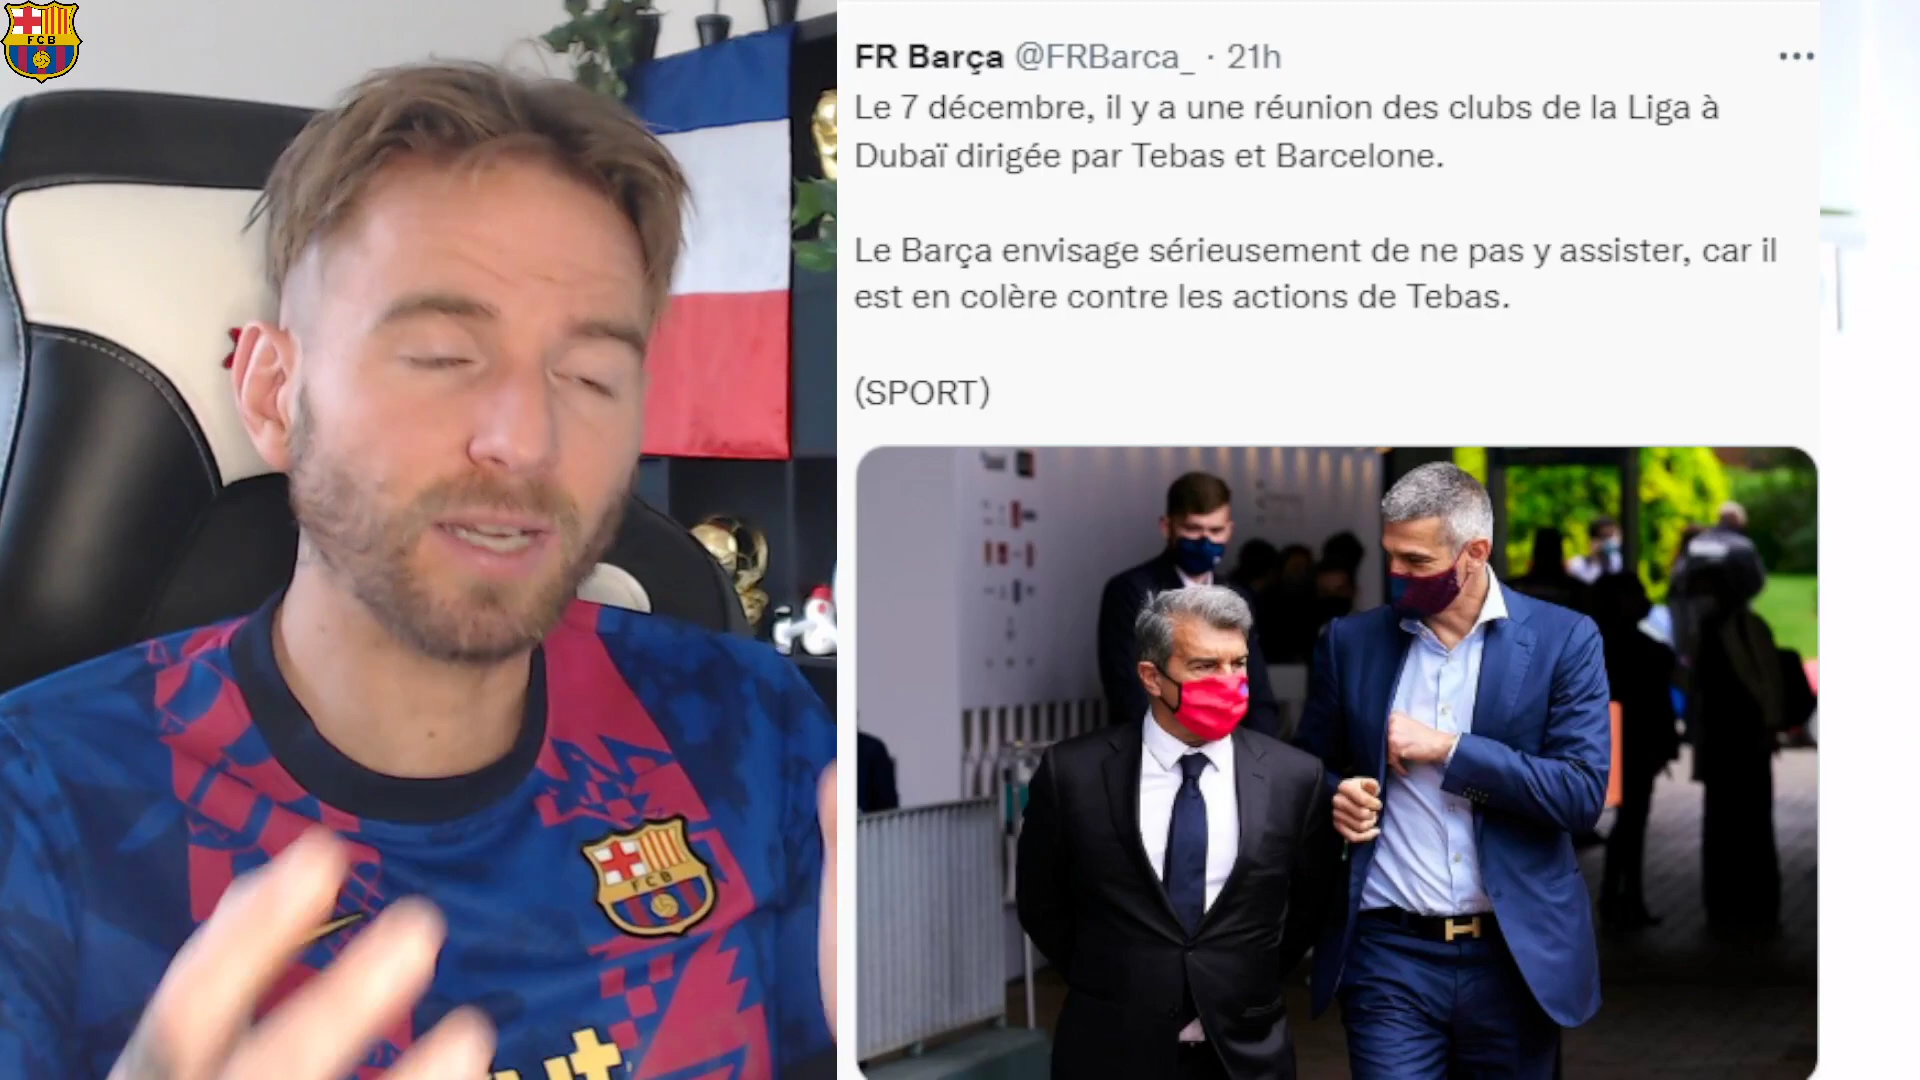 FCB
FR Barça @FRBarca_ · 21h
Le 7 décembre, il y a une réunion des clubs de la Liga à
Dubaï dirigée par Tebas et Barcelone.
Le Barça envisage sérieusement de ne pas y assister, car il
est en colère contre les actions de Tebas.
(SPORT)
FCB